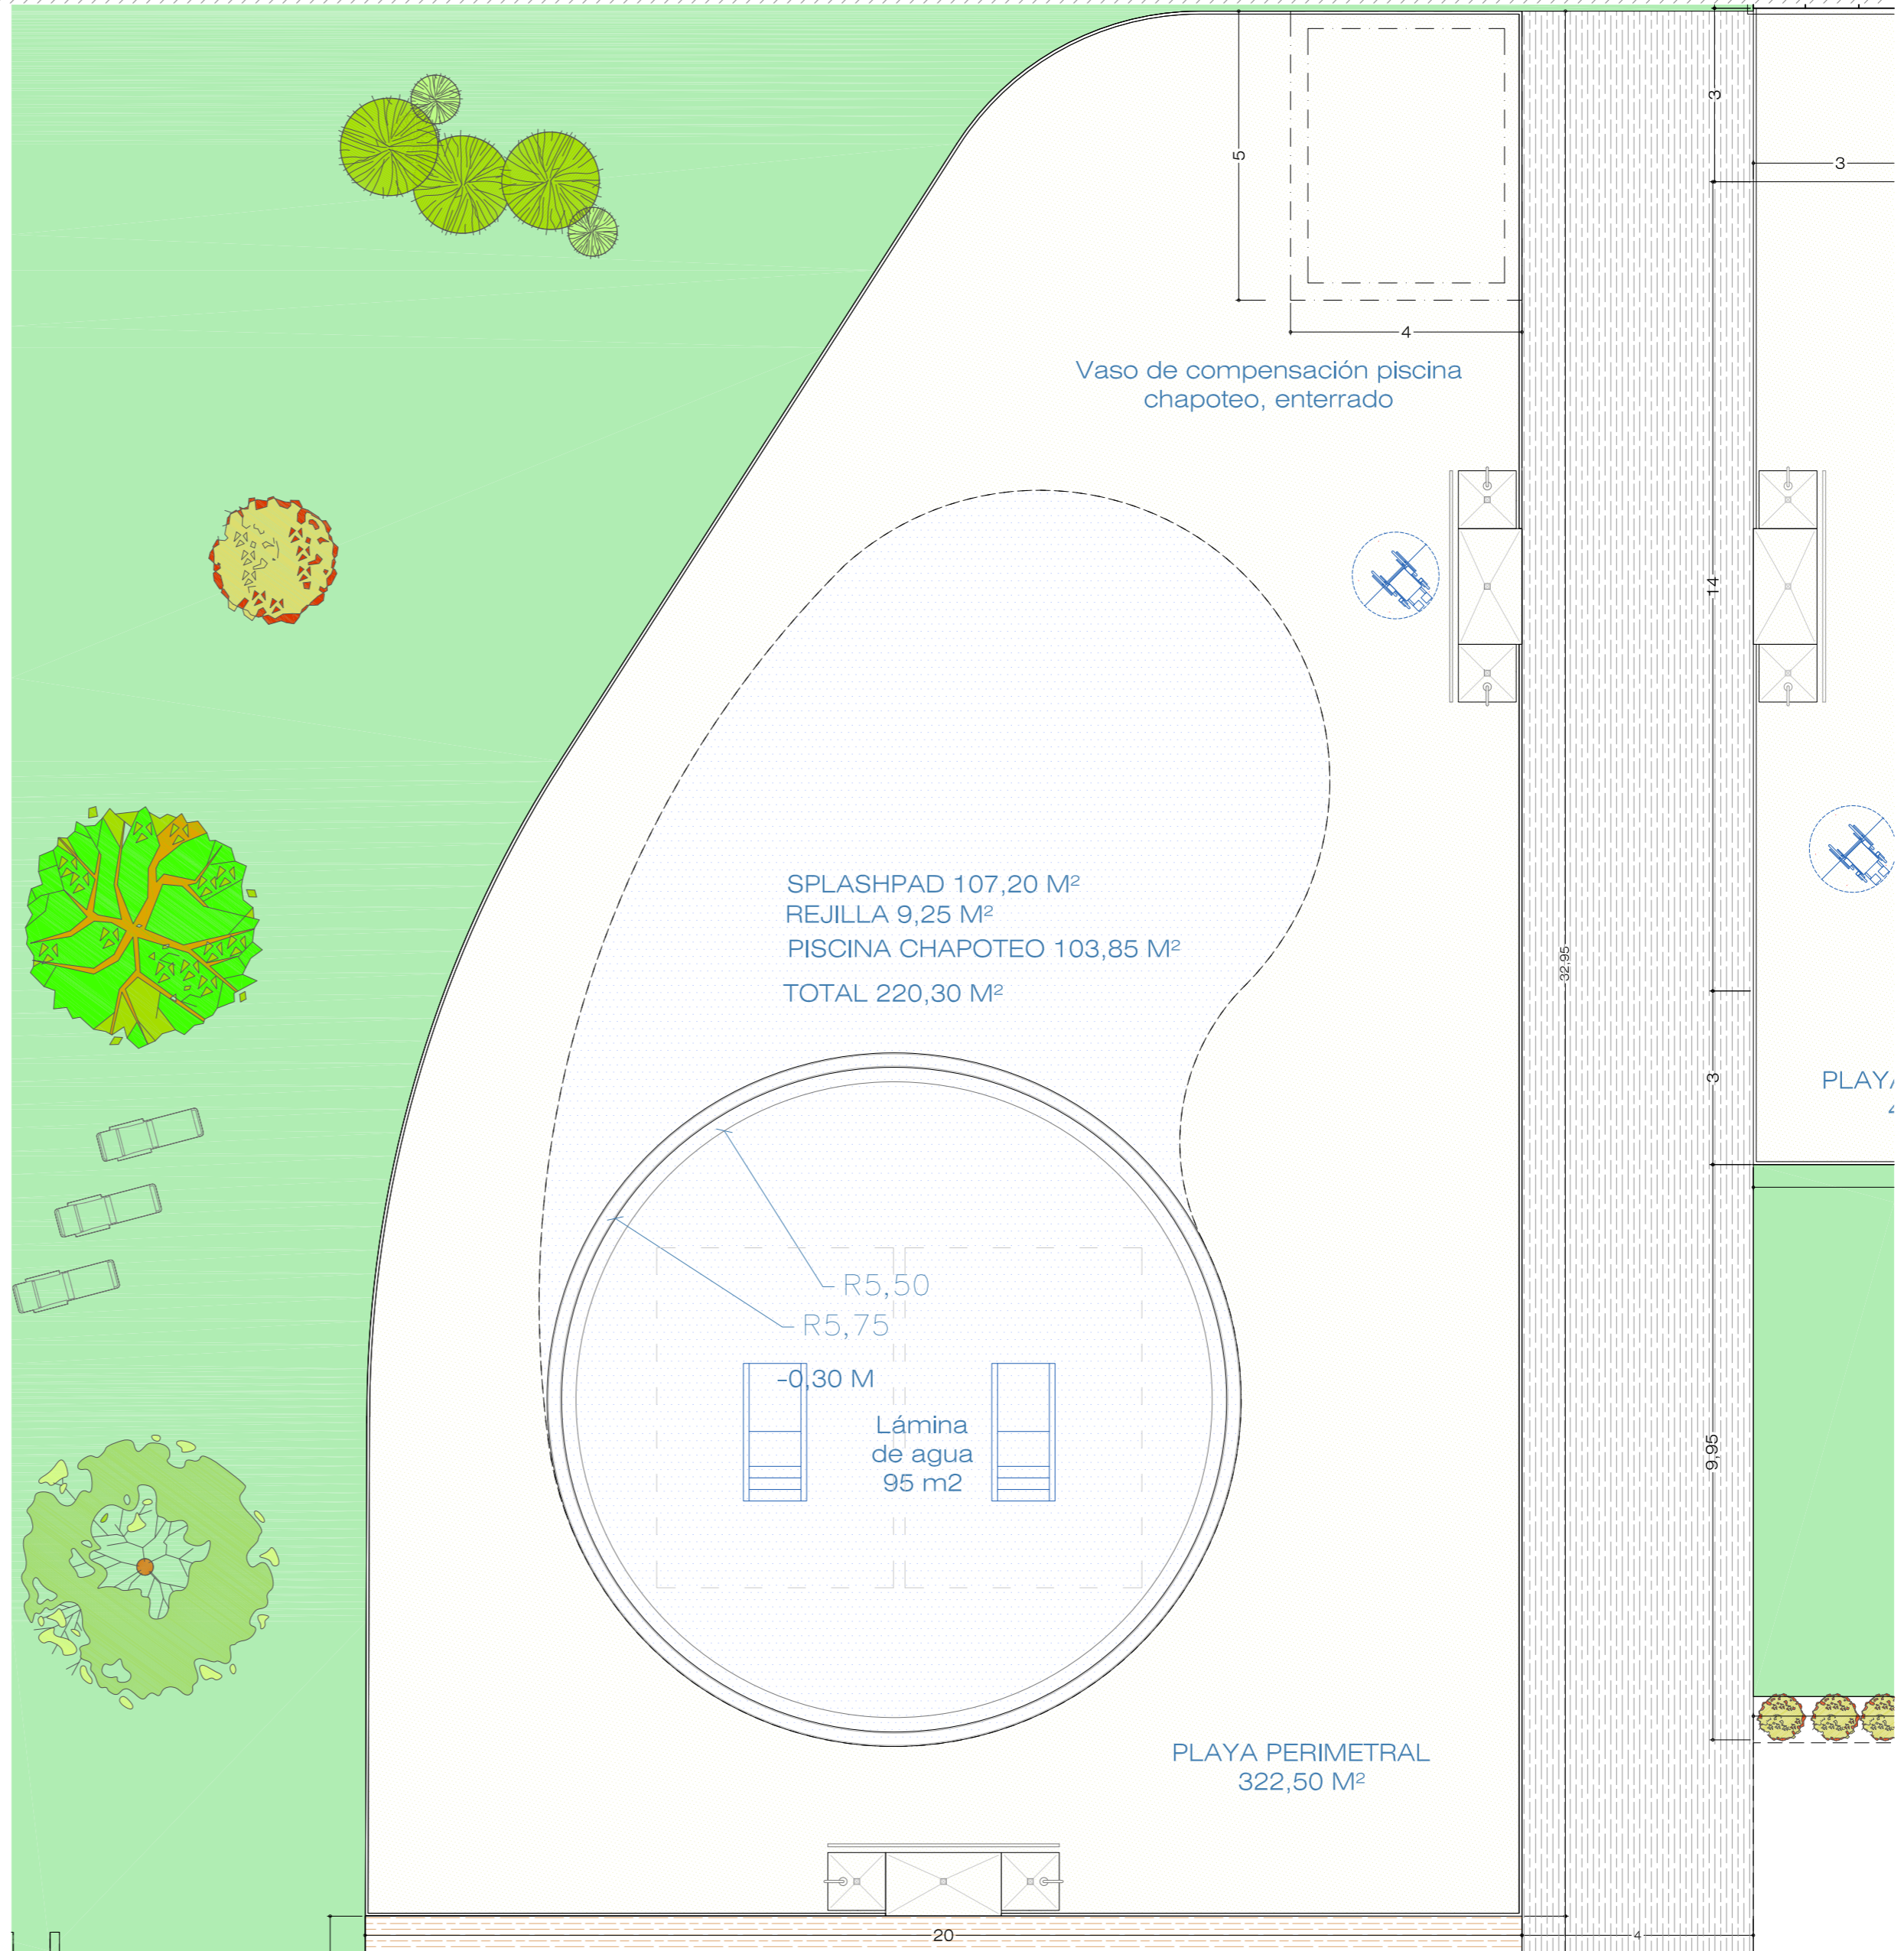 3
3
5
4
Vaso de compensación piscina
chapoteo, enterrado
14
SPLASHPAD 107,20 M²
REJILLA 9,25 M²
PISCINA CHAPOTEO 103,85 M²
TOTAL 220,30 M²
32,95
3
PLAYA
R5,50
R5,75
-0,30 M
Lámina
de agua
95 m2
9,95
PLAYA PERIMETRAL
322,50 M²
20
4